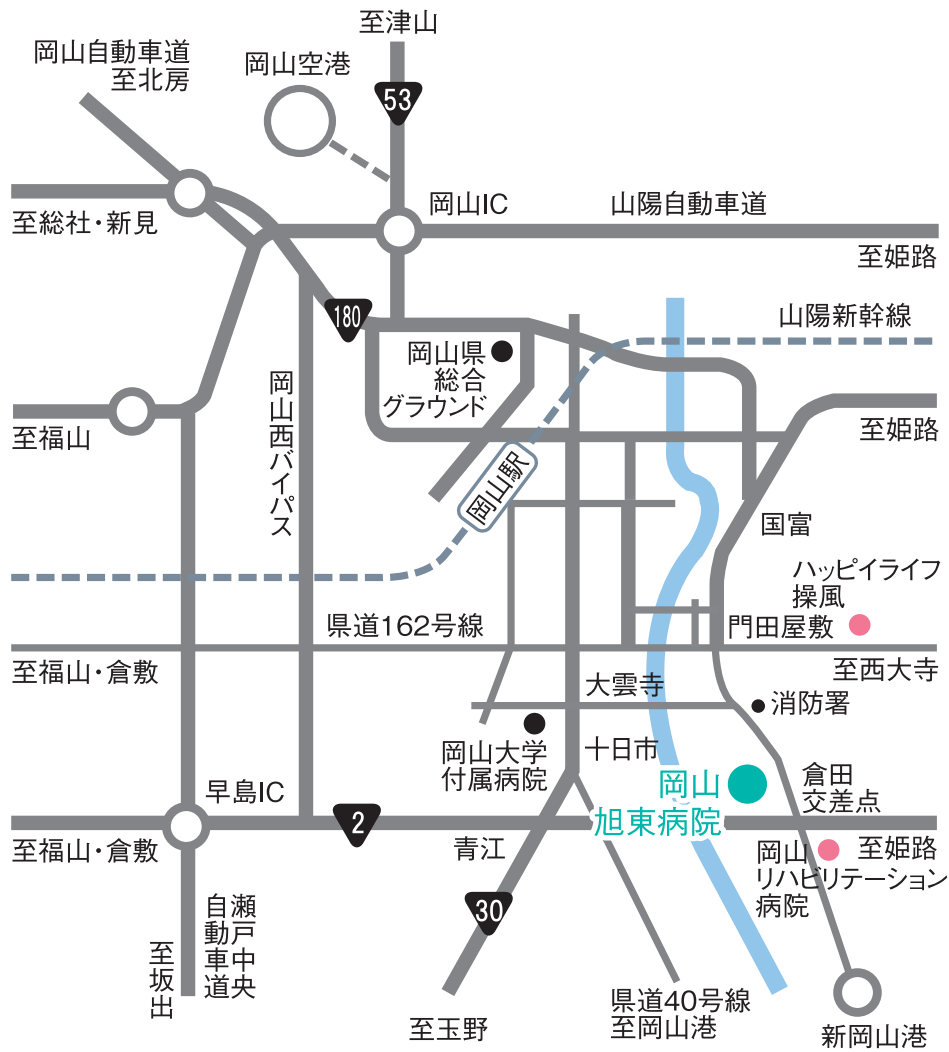 至津山
岡山自動車道
至北房
岡山空港
53
至総社・新見
岡山IC
山陽自動車道
至姫路
180
山陽新幹線
岡山県
総合
グラウンド
岡山西バイパス
至福山
至姫路
岡山駅
国富
ハッピイライフ
操風
県道162号線
門田屋敷
至福山・倉敷
至西大寺
大雲寺
消防署
岡山大学
付属病院
十日市
岡山
旭東病院
倉田
交差点
早島IC
2
至福山・倉敷
青江
至姫路
岡山
リハビリテーション
病院
30
瀬戸中央
自動車道
至坂出
県道40号線
至岡山港
至玉野
新岡山港